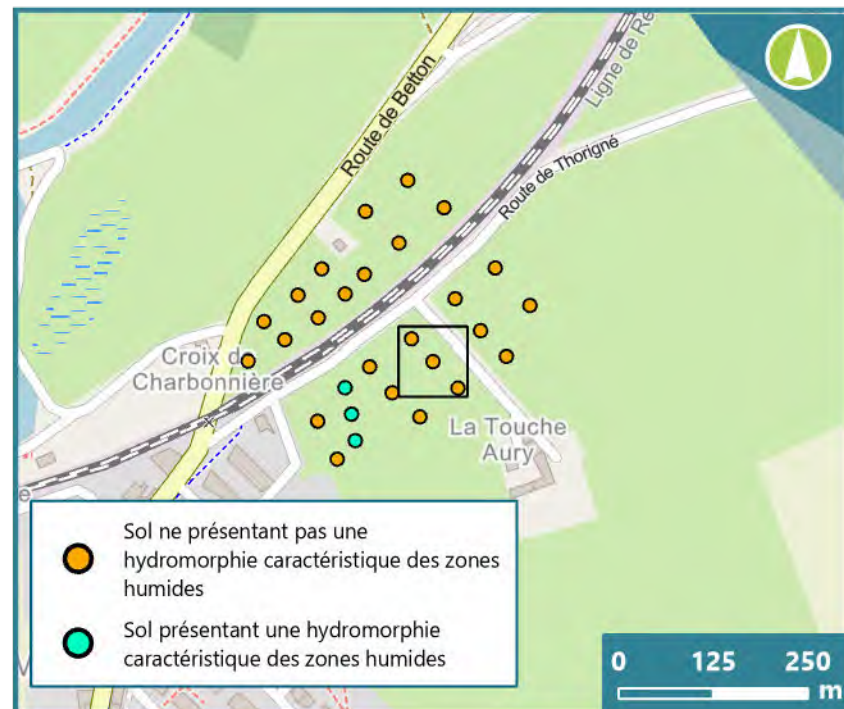 Route de Betton
Ligne de Re
Route de Thorigné
Croix de
Charbonnière
La Touche
Aury
e
Sol ne présentant pas une
hydromorphie caractéristique des zones
humides
Sol présentant une hydromorphie
caractéristique des zones humides
M
0 125 250
m